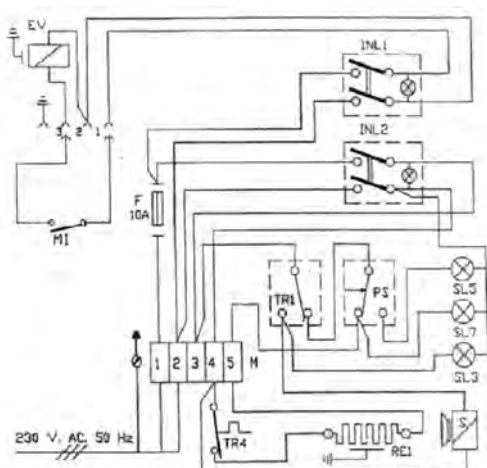 EV
INL1
3 2 1
INL2
F
10A
MI
TR1
PS
SL5
SL7
SL3
1 2 3 4 5 M
S
230 V. AC. 50 Hz
TR4
RE1